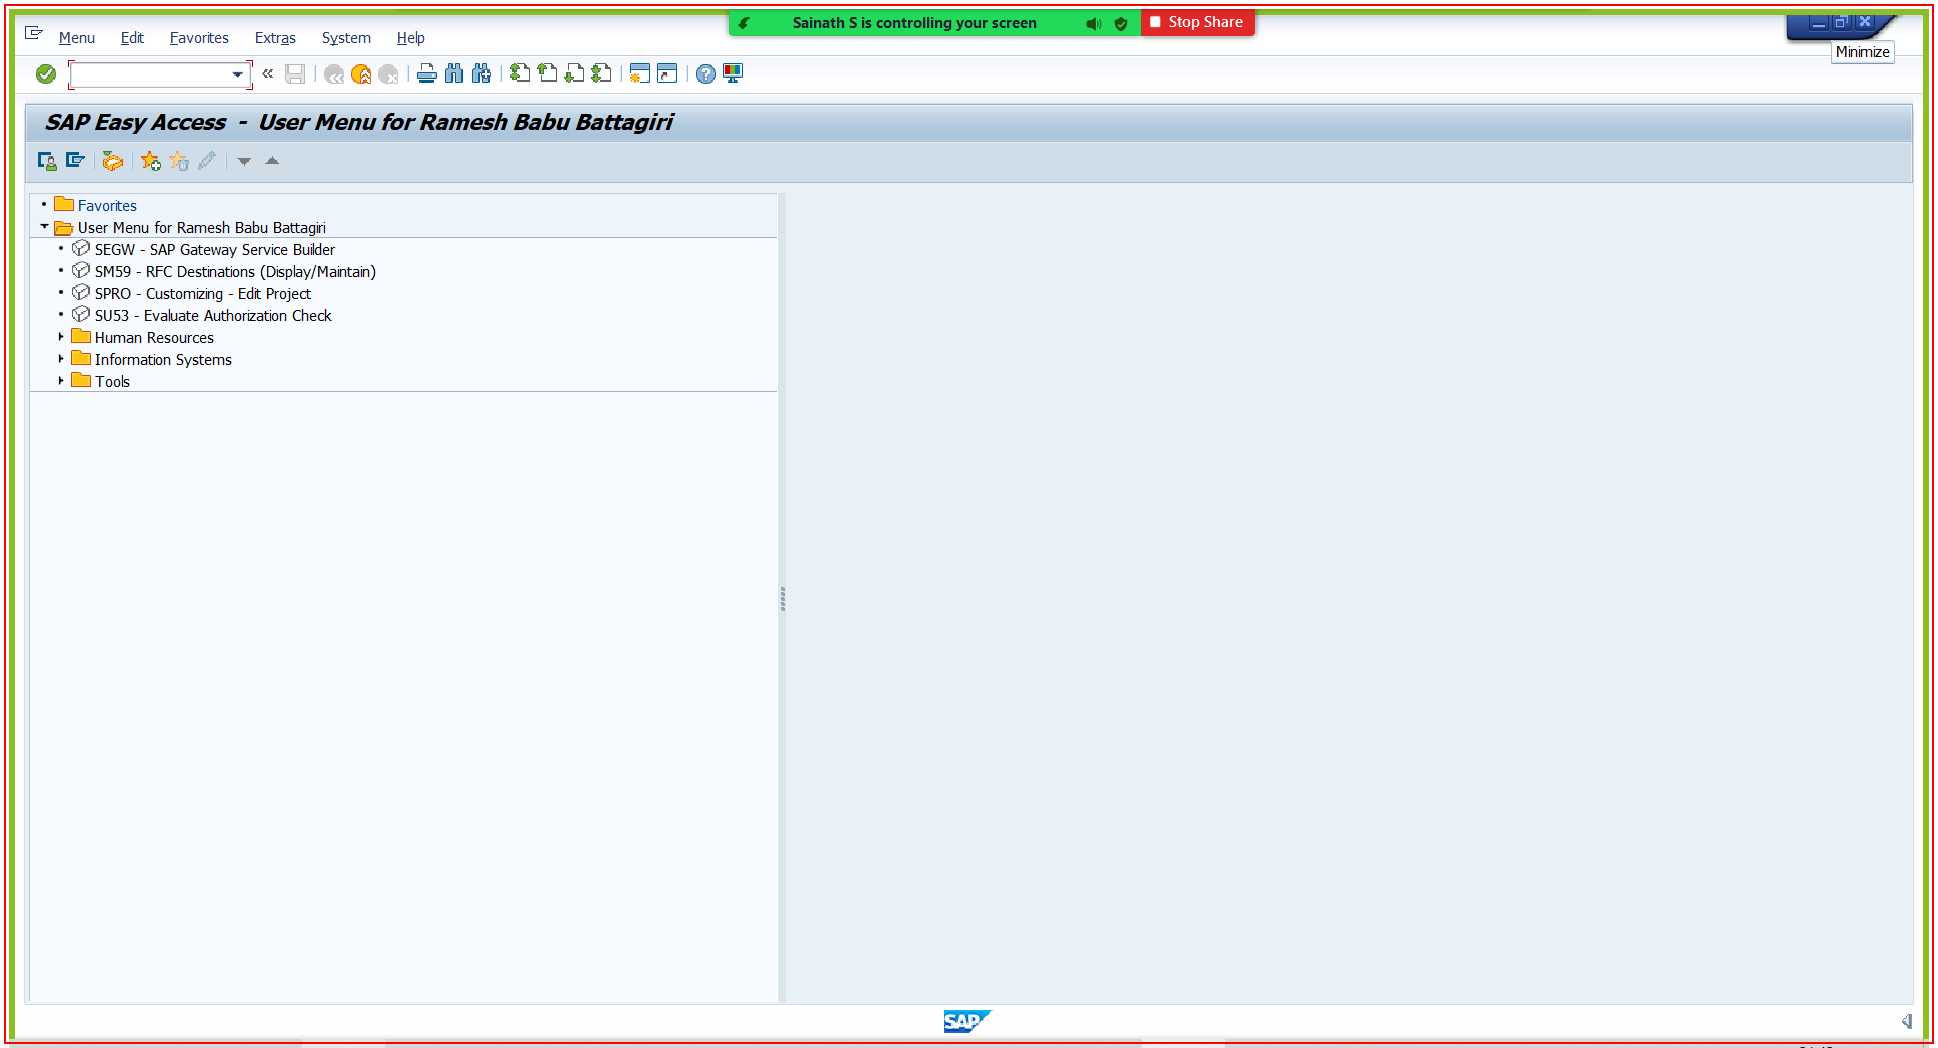 Sainath S is controlling your screen
Stop Share
Menu Edit Favorites Extras System Help
Minimize
SAP Easy Access - User Menu for Ramesh Babu Battagiri
Favorites
User Menu for Ramesh Babu Battagiri
SEGW - SAP Gateway Service Builder
SM59 - RFC Destinations (Display/Maintain)
SPRO - Customizing - Edit Project
SU53 - Evaluate Authorization Check
Human Resources
Information Systems
Tools
SAP